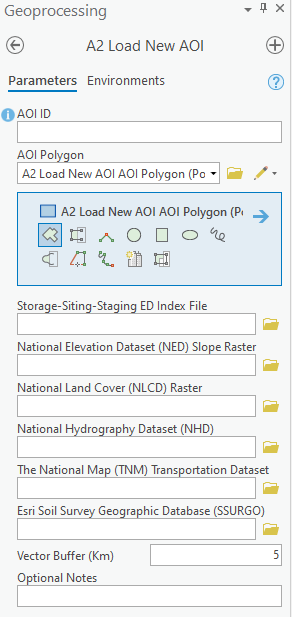 Geoprocessing
A2 Load New AOI
Parameters Environments
?
i AOI ID
AOI Polygon
A2 Load New AOI AOI Polygon (Po
A2 Load New AOI AOI Polygon (Po
Storage-Siting-Staging ED Index File
National Elevation Dataset (NED) Slope Raster
National Land Cover (NLCD) Raster
National Hydrography Dataset (NHD)
The National Map (TNM) Transportation Dataset
Esri Soil Survey Geographic Database (SSURGO)
Vector Buffer (Km) 5
Optional Notes